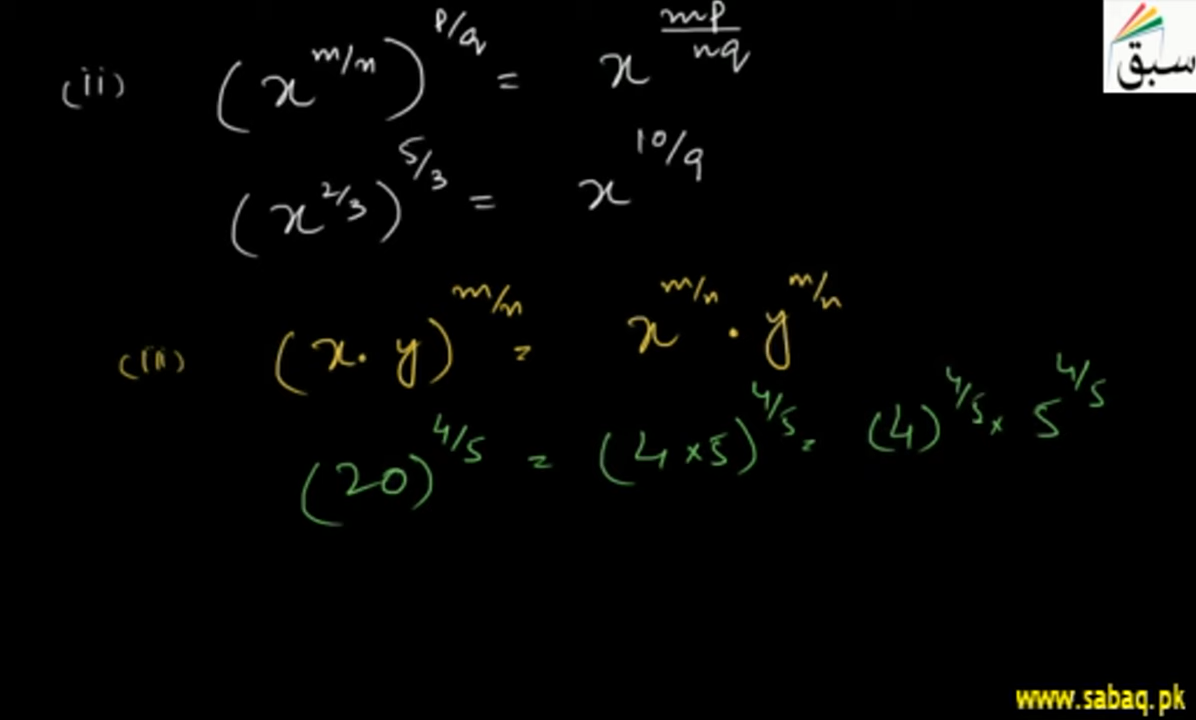 سبق
(ii) (x^{m/n})^{p/q} = x^{\frac{mp}{nq}}
(x^{2/3})^{5/3} = x^{10/9}
(iii) (x . y)^{m/n} = x^{m/n} . y^{m/n}
(20)^{4/5} = (4×5)^{4/5} = (4)^{4/5} × 5^{4/5}
www.sabaq.pk